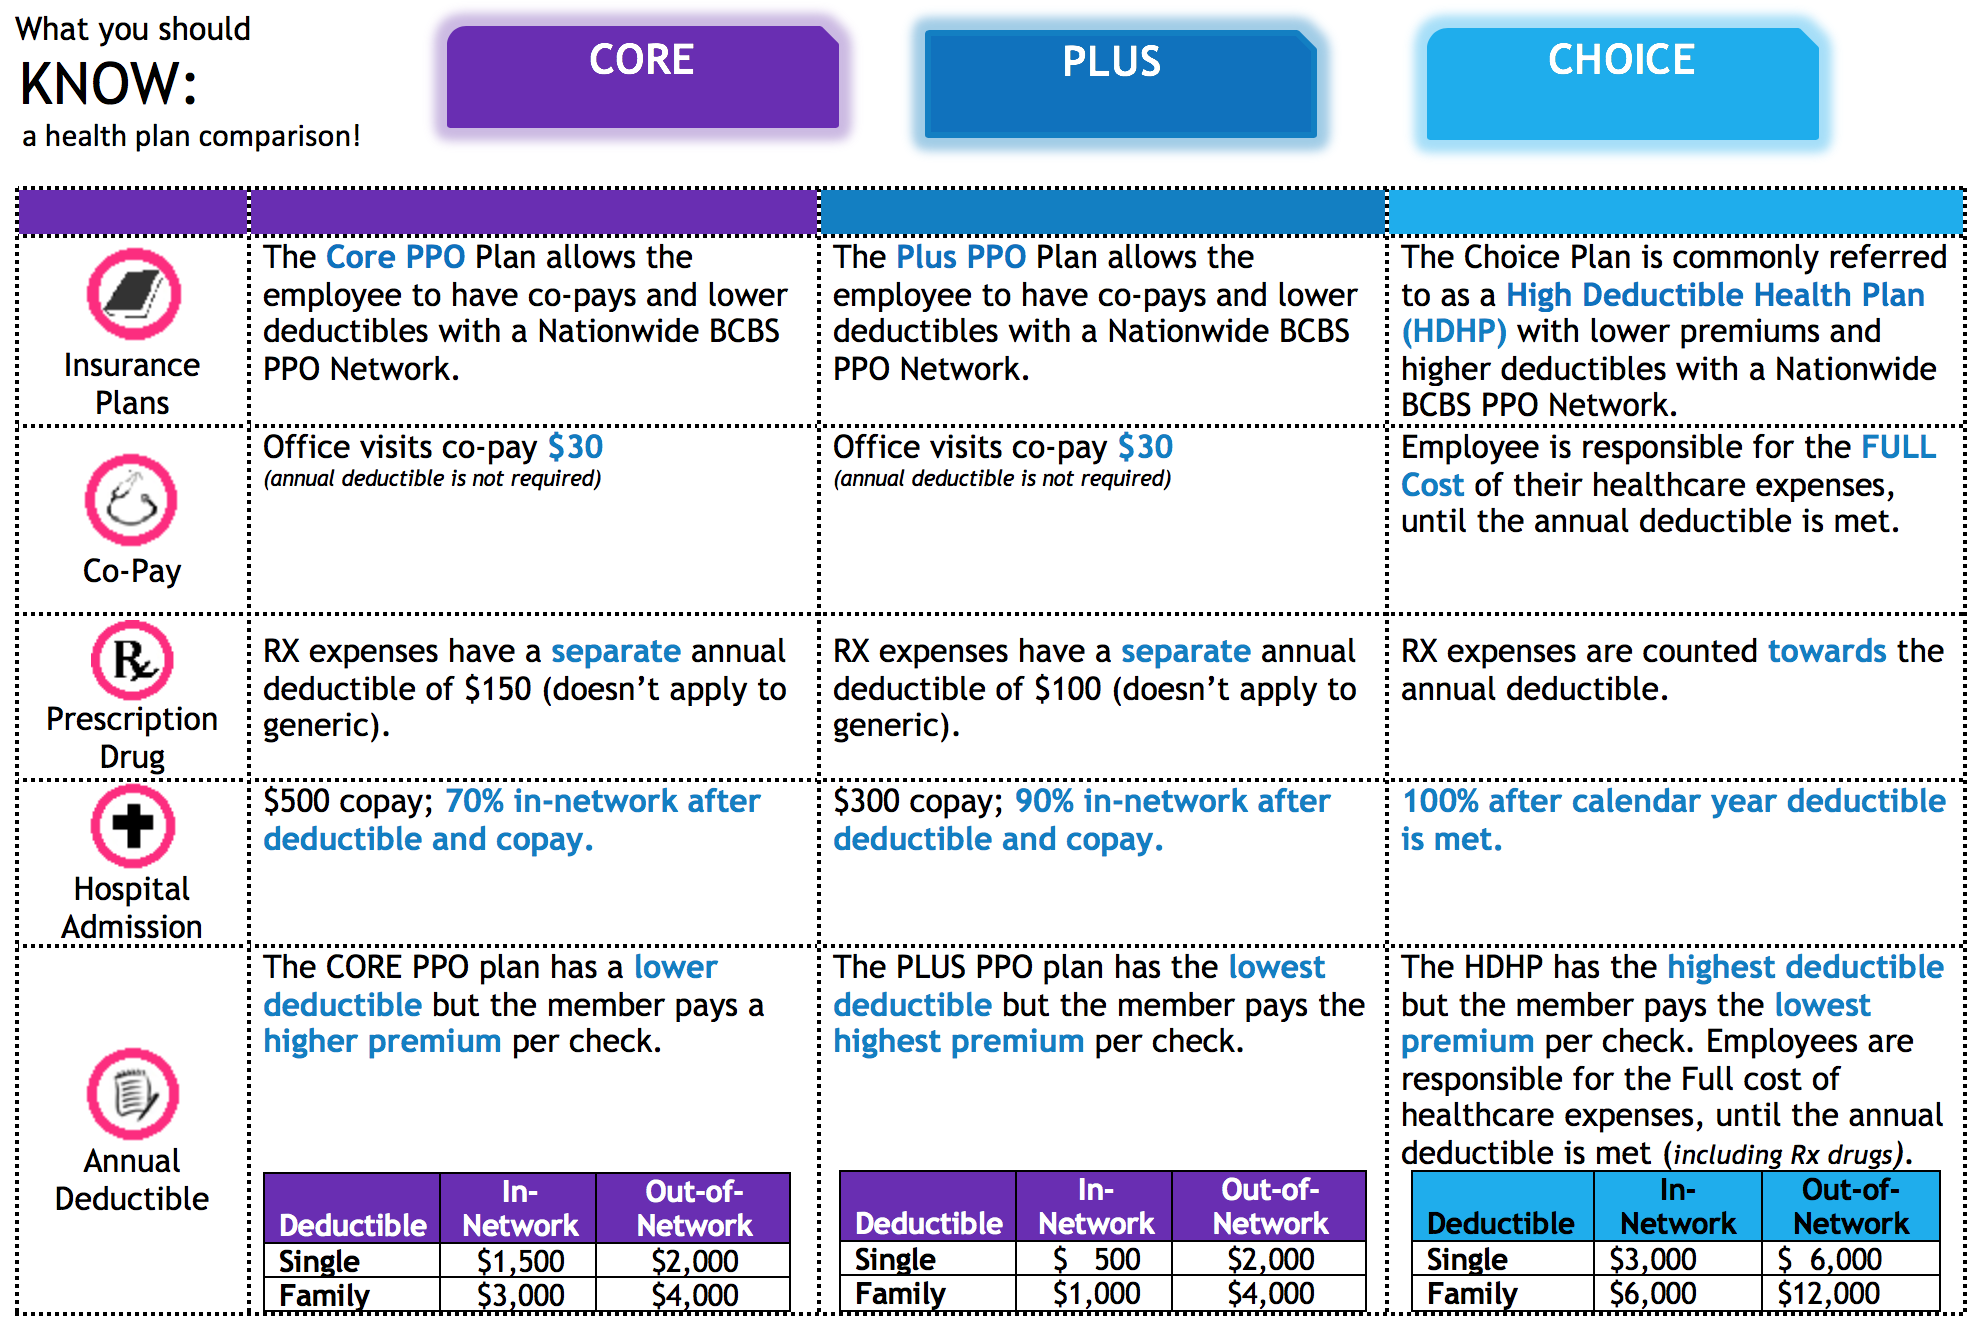 What you should
KNOW:
a health plan comparison!
CORE
PLUS
CHOICE
Insurance
Plans
The Core PPO Plan allows the
employee to have co-pays and lower
deductibles with a Nationwide BCBS
PPO Network.
The Plus PPO Plan allows the
employee to have co-pays and lower
deductibles with a Nationwide BCBS
PPO Network.
The Choice Plan is commonly referred
to as a High Deductible Health Plan
(HDHP) with lower premiums and
higher deductibles with a Nationwide
BCBS PPO Network.
Co-Pay
Office visits co-pay $30
(annual deductible is not required)
Office visits co-pay $30
(annual deductible is not required)
Employee is responsible for the FULL
Cost of their healthcare expenses,
until the annual deductible is met.
Rx
Prescription
Drug
RX expenses have a separate annual
deductible of $150 (doesn't apply to
generic).
RX expenses have a separate annual
deductible of $100 (doesn't apply to
generic).
RX expenses are counted towards the
annual deductible.
Hospital
Admission
$500 copay; 70% in-network after
deductible and copay.
$300 copay; 90% in-network after
deductible and copay.
100% after calendar year deductible
is met.
Annual
Deductible
The CORE PPO plan has a lower
deductible but the member pays a
higher premium per check.
Deductible In-Network Out-of-Network
Single $1,500 $2,000
Family $3,000 $4,000
The PLUS PPO plan has the lowest
deductible but the member pays the
highest premium per check.
Deductible In-Network Out-of-Network
Single $ 500 $2,000
Family $1,000 $4,000
The HDHP has the highest deductible
but the member pays the lowest
premium per check. Employees are
responsible for the Full cost of
healthcare expenses, until the annual
deductible is met (including Rx drugs).
Deductible In-Network Out-of-Network
Single $3,000 $ 6,000
Family $6,000 $12,000